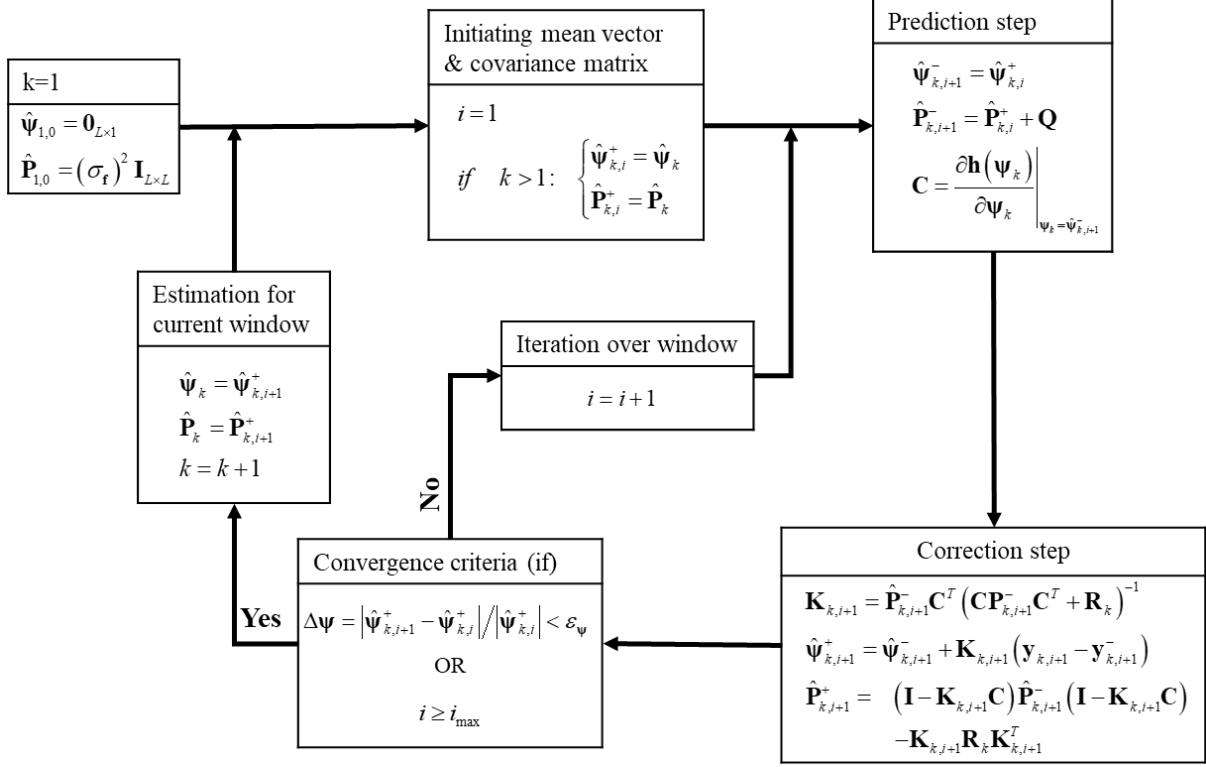 k=1
ψ̂₁,₀ = 0_{L×1}
P̂₁,₀ = (σ_f)² I_{L×L}
Initiating mean vector
& covariance matrix
i = 1
if k > 1: { ψ̂⁺_{k,i} = ψ̂_k
P̂⁺_{k,i} = P̂_k
Prediction step
ψ̂⁻_{k,i+1} = ψ̂⁺_{k,i}
P̂⁻_{k,i+1} = P̂⁺_{k,i} + Q
C = ∂h(ψ_k)/∂ψ_k |_{ψ_k = ψ̂⁻_{k,i+1}}
Estimation for
current window
ψ̂_k = ψ̂⁺_{k,i+1}
P̂_k = P̂⁺_{k,i+1}
k = k + 1
Iteration over window
i = i + 1
No
Yes
Convergence criteria (if)
Δψ = |ψ̂⁺_{k,i+1} − ψ̂⁺_{k,i}| / |ψ̂⁺_{k,i}| < ε_ψ
OR
i ≥ i_max
Correction step
K_{k,i+1} = P̂⁻_{k,i+1} Cᵀ (CP⁻_{k,i+1} Cᵀ + R_k)⁻¹
ψ̂⁺_{k,i+1} = ψ̂⁻_{k,i+1} + K_{k,i+1} (y_{k,i+1} − y⁻_{k,i+1})
P̂⁺_{k,i+1} = (I − K_{k,i+1} C) P̂⁻_{k,i+1} (I − K_{k,i+1} C)
−K_{k,i+1} R_k Kᵀ_{k,i+1}